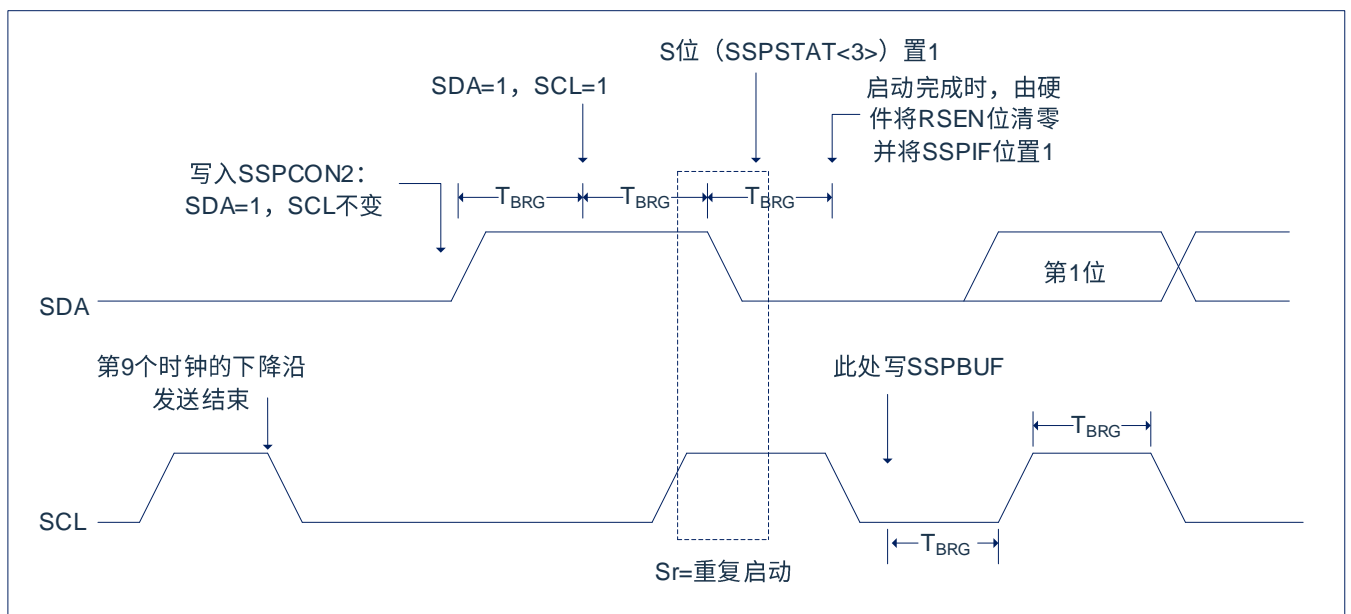 S位（SSPSTAT<3>）置1
SDA=1，SCL=1
启动完成时，由硬
件将RSEN位清零
并将SSPIF位置1
写入SSPCON2：
SDA=1，SCL不变
TBRG
TBRG
TBRG
第1位
SDA
第9个时钟的下降沿
发送结束
此处写SSPBUF
TBRG
SCL
TBRG
Sr=重复启动